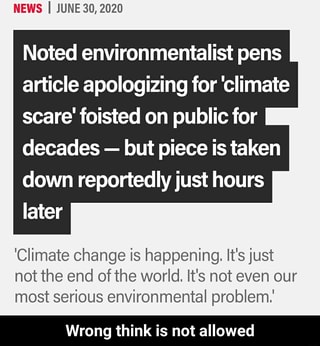 NEWS | JUNE 30, 2020
Noted environmentalist pens
article apologizing for 'climate
scare' foisted on public for
decades — but piece is taken
down reportedly just hours
later
'Climate change is happening. It's just
not the end of the world. It's not even our
most serious environmental problem.'
Wrong think is not allowed